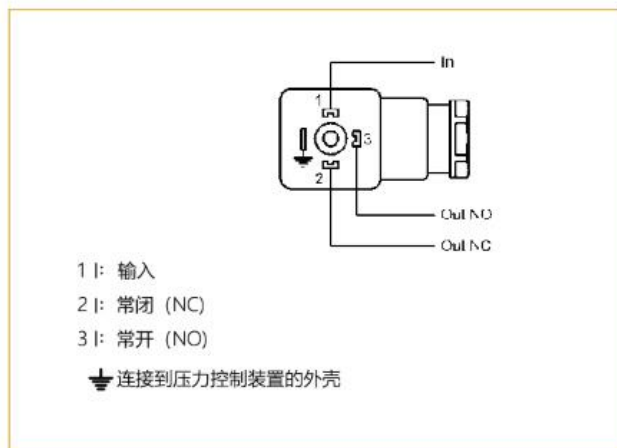 In
1
3
2
Out NO
Out NC
1 |: 输入
2 |: 常闭 (NC)
3 |: 常开 (NO)
连接到压力控制装置的外壳